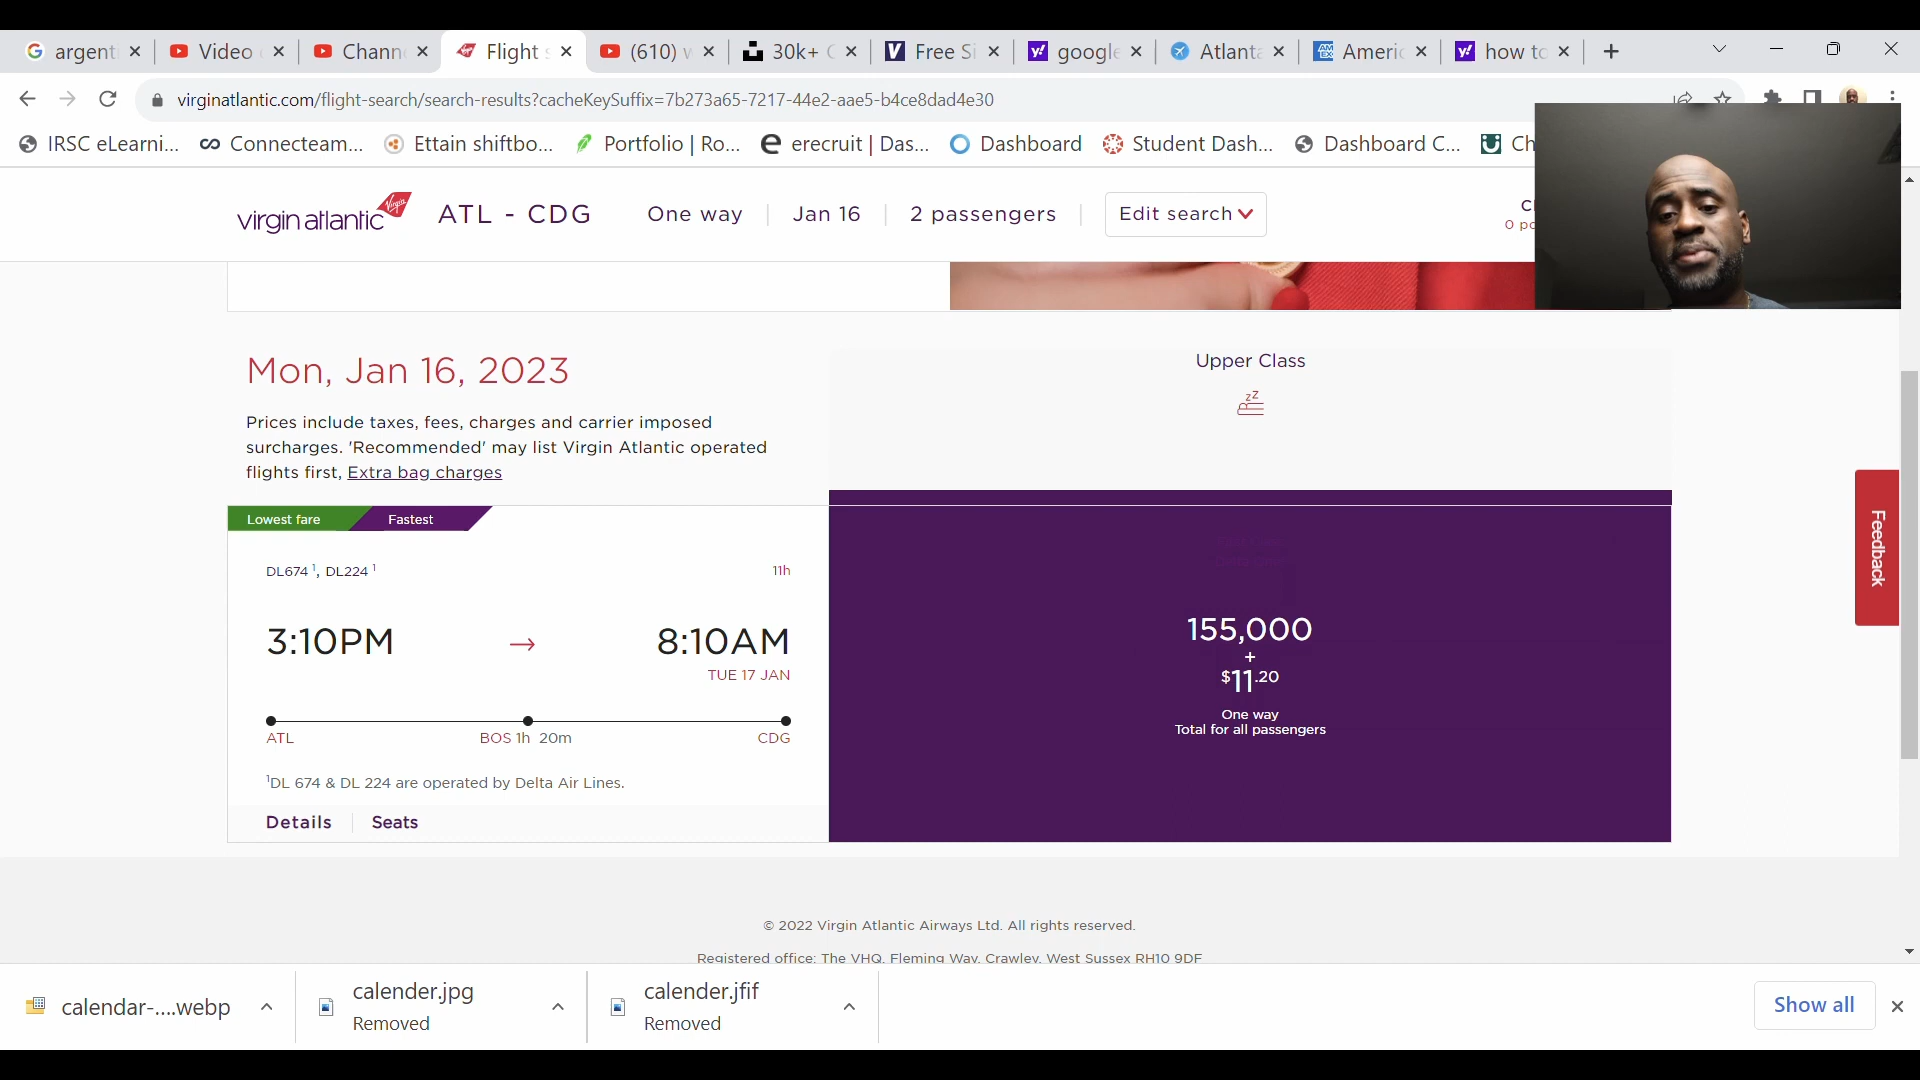 argent
Video
Chann
Flight
(610) w
30k+
Free Si
google
Atlanta
Americ
how to
virginatlantic.com/flight-search/search-results?cacheKeySuffix=7b273a65-7217-44e2-aae5-b4ce8dad4e30
IRSC eLearni...
Connecteam...
Ettain shiftbo...
Portfolio | Ro...
erecruit | Das...
Dashboard
Student Dash...
Dashboard C...
Ch
virgin atlantic
ATL - CDG
One way
Jan 16
2 passengers
Edit search
0 po
Mon, Jan 16, 2023
Upper Class
Prices include taxes, fees, charges and carrier imposed
surcharges. 'Recommended' may list Virgin Atlantic operated
flights first, Extra bag charges
Lowest fare
Fastest
DL674 1, DL224 1
11h
3:10PM
8:10AM
TUE 17 JAN
ATL
BOS 1h 20m
CDG
1DL 674 & DL 224 are operated by Delta Air Lines.
Details
Seats
155,000
+
$11.20
One way
Total for all passengers
Feedback
© 2022 Virgin Atlantic Airways Ltd. All rights reserved.
Registered office: The VHQ, Fleming Way, Crawley, West Sussex RH10 9DF
calendar-....webp
calender.jpg
Removed
calender.jfif
Removed
Show all